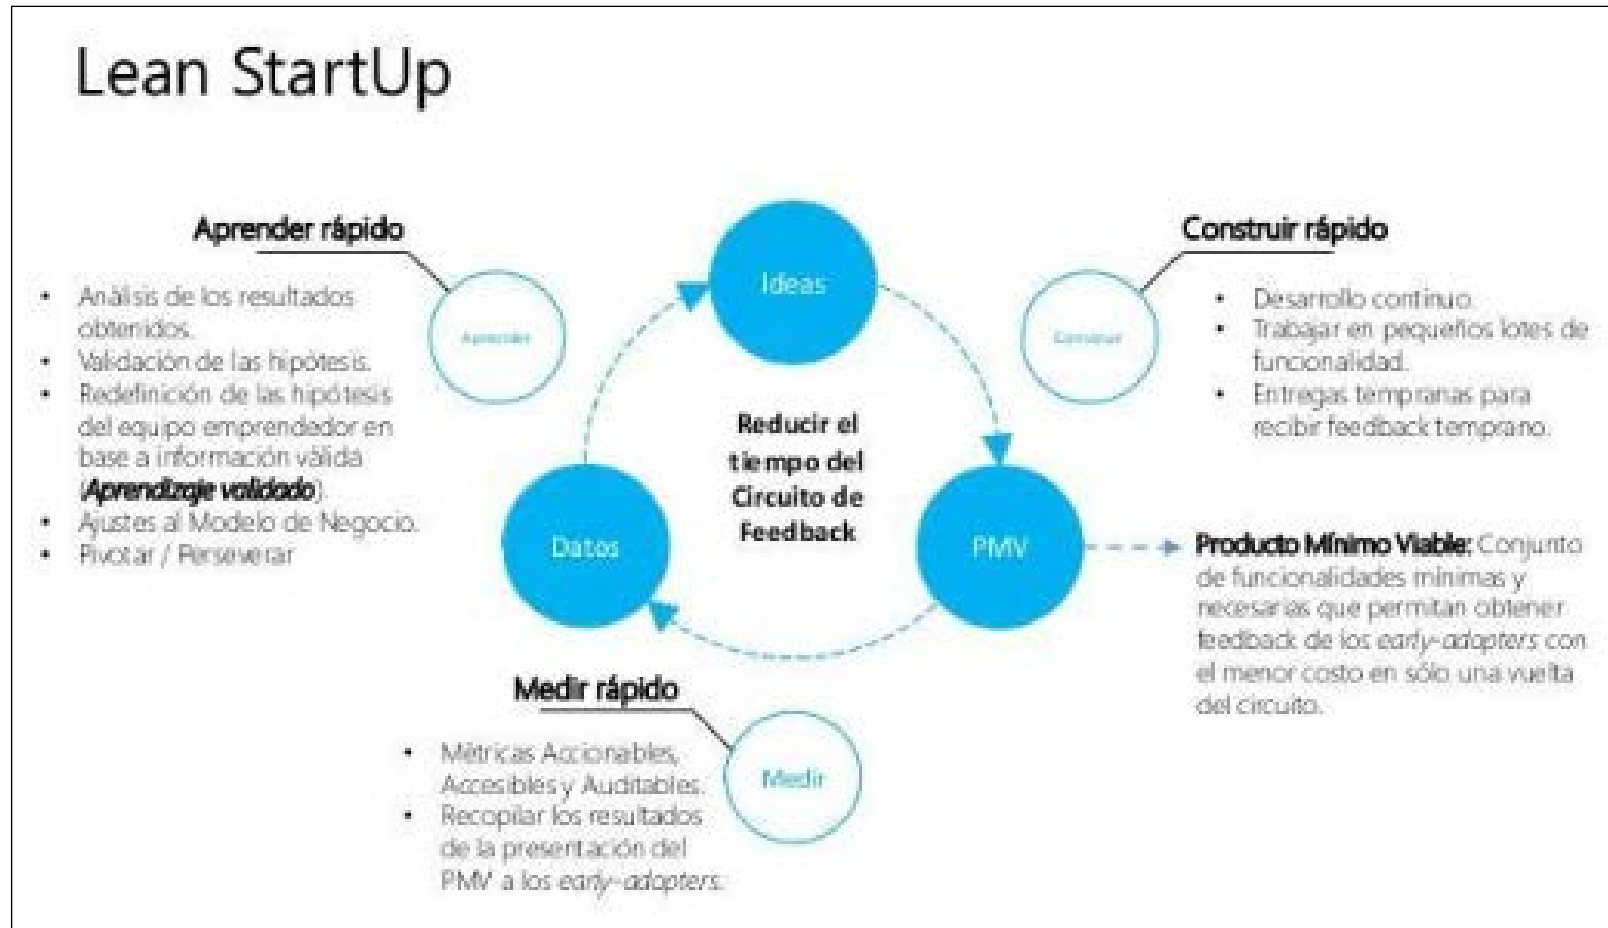 Lean StartUp
Aprender rápido
• Análisis de los resultados
obtenidos.
• Validación de las hipótesis.
• Redefinición de las hipótesis
del equipo emprendedor en
base a información válida
(Aprendizaje validado).
• Ajustes al Modelo de Negocio.
• Pivotar / Perseverar
Aprender
Ideas
Construir rápido
Construir
• Desarrollo continuo.
• Trabajar en pequeños lotes de
funcionalidad.
• Entregas tempranas para
recibir feedback temprano.
Reducir el
tiempo del
Circuito de
Feedback
Datos
PMV
Producto Mínimo Viable: Conjunto
de funcionalidades mínimas y
necesarias que permitan obtener
feedback de los early-adopters con
el menor costo en sólo una vuelta
del circuito.
Medir rápido
• Métricas Accionables,
Accesibles y Auditables.
• Recopilar los resultados
de la presentación del
PMV a los early-adopters.
Medir